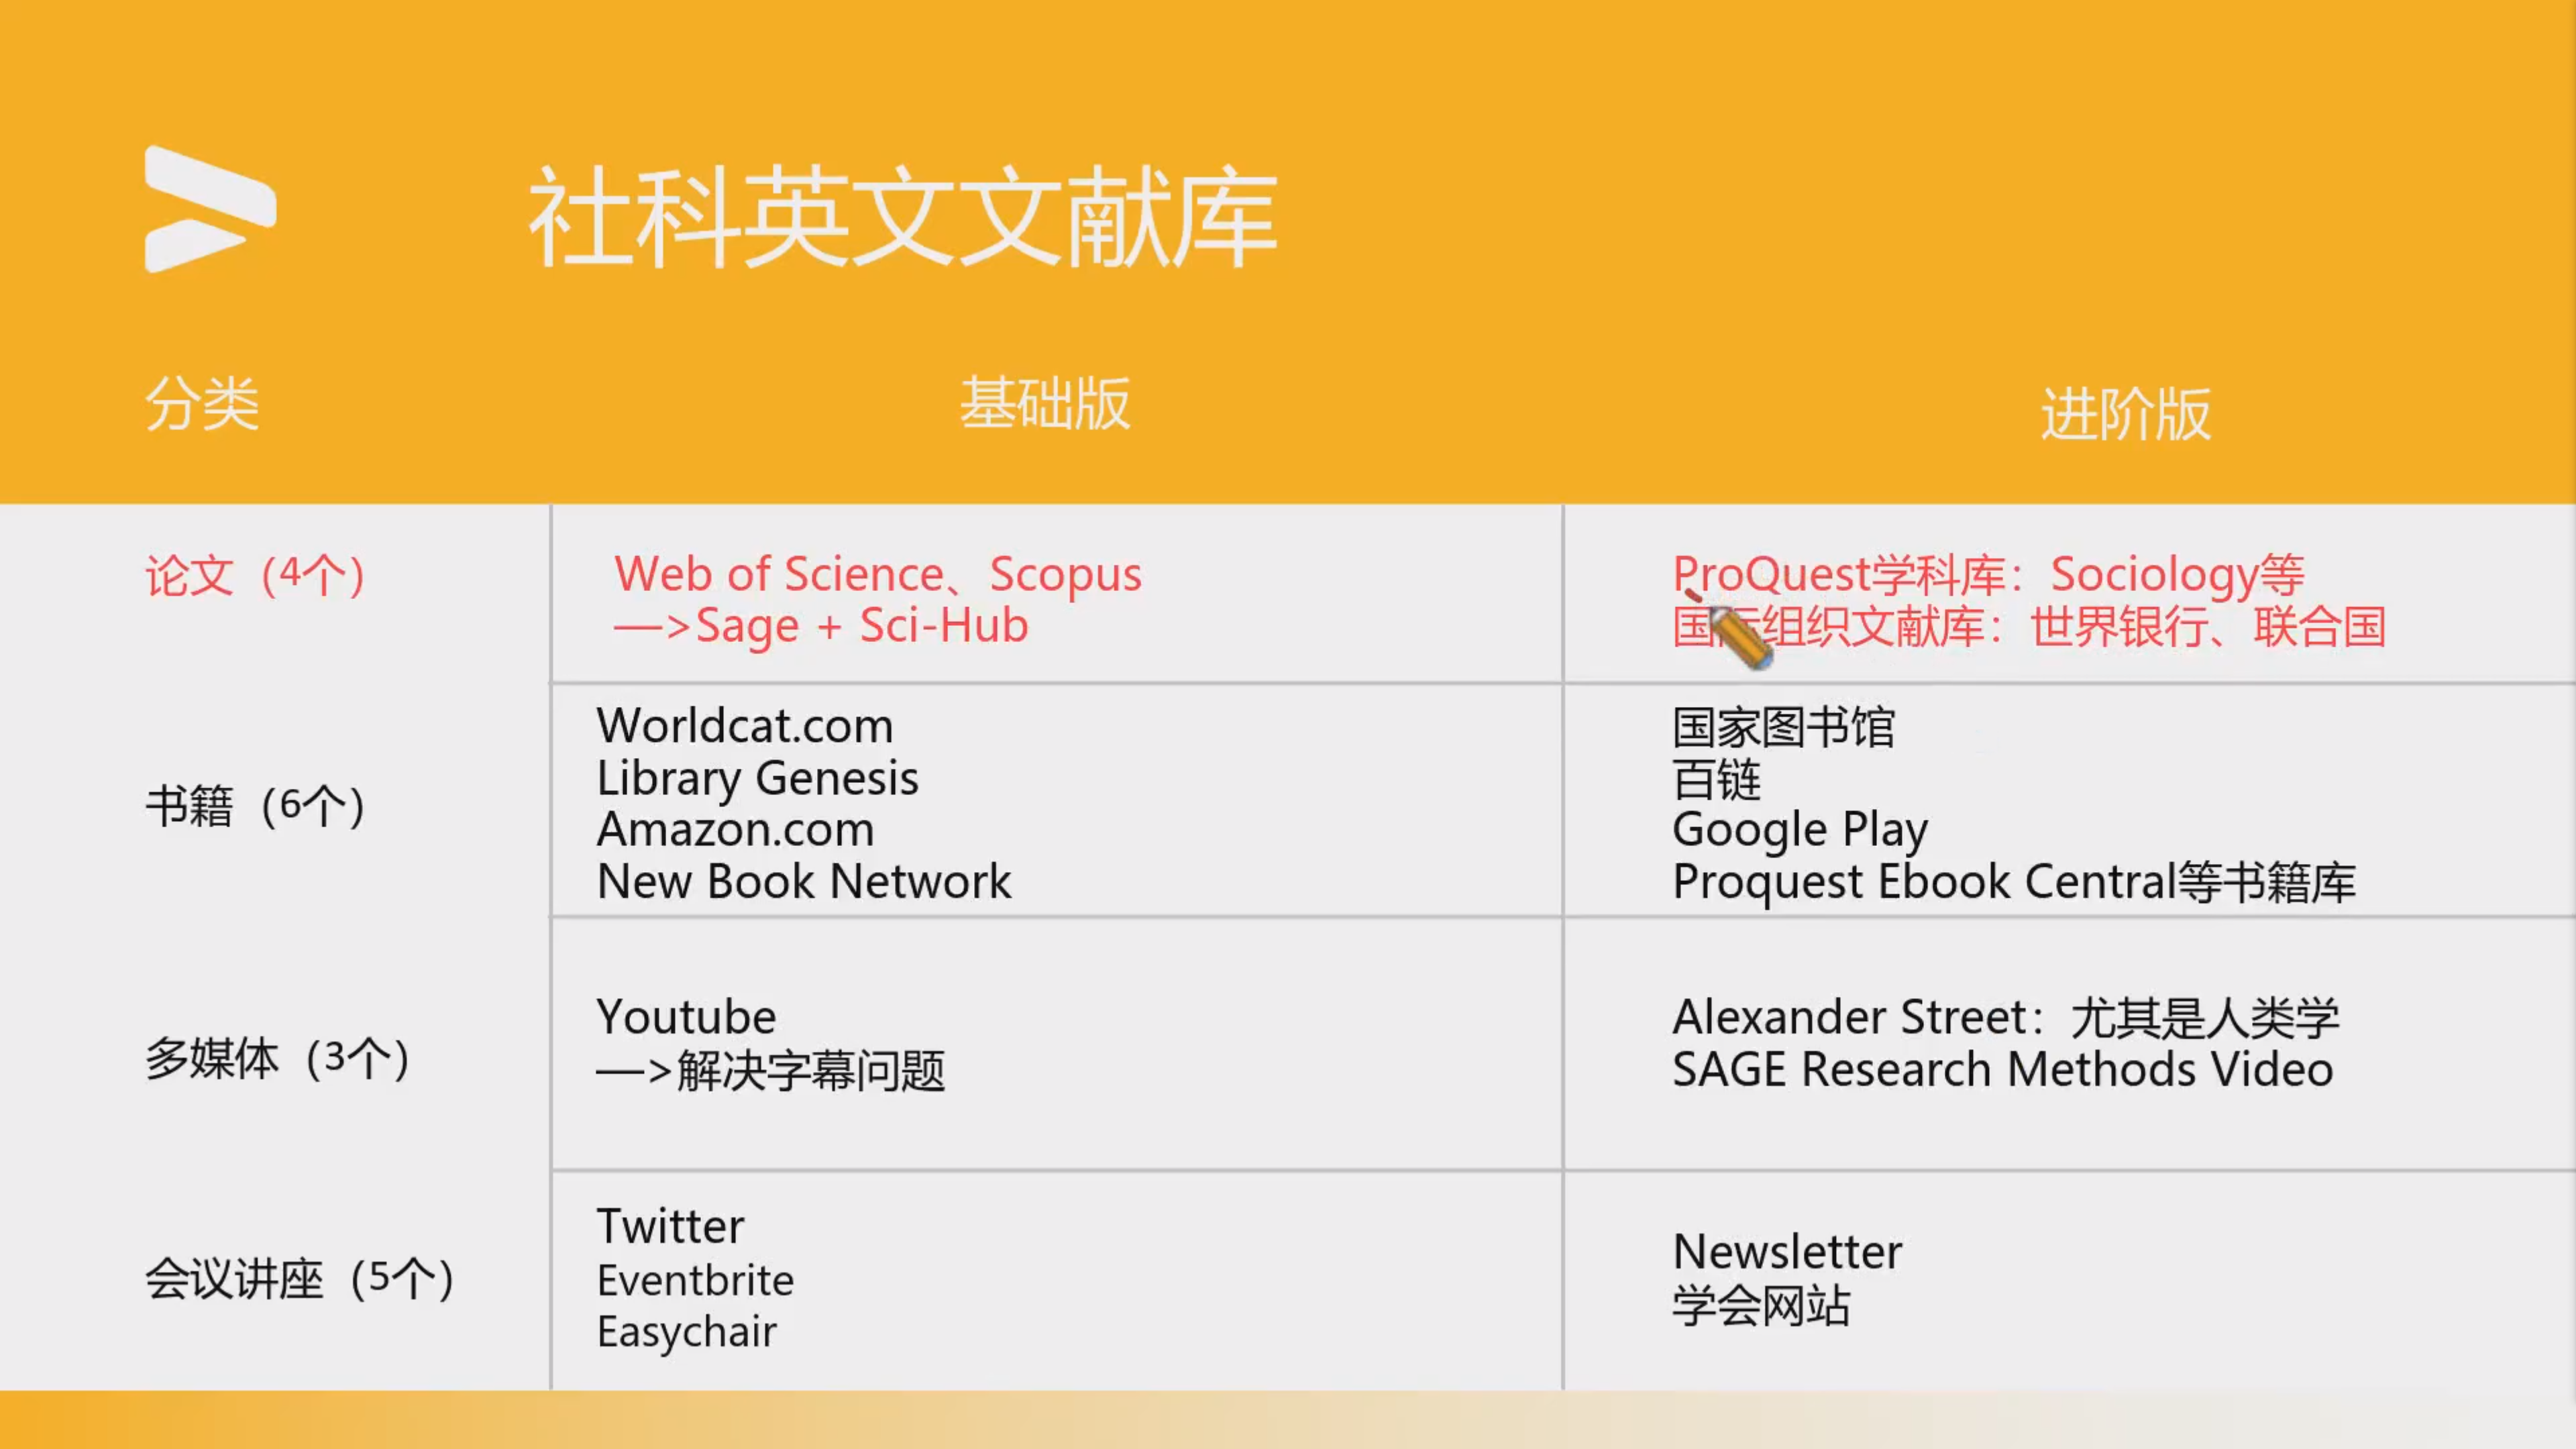 社科英文文献库
分类
基础版
进阶版
论文（4个）
Web of Science、Scopus
—>Sage + Sci-Hub
ProQuest学科库：Sociology等
国际组织文献库：世界银行、联合国
书籍（6个）
Worldcat.com
Library Genesis
Amazon.com
New Book Network
国家图书馆
百链
Google Play
Proquest Ebook Central等书籍库
多媒体（3个）
Youtube
—>解决字幕问题
Alexander Street：尤其是人类学
SAGE Research Methods Video
会议讲座（5个）
Twitter
Eventbrite
Easychair
Newsletter
学会网站